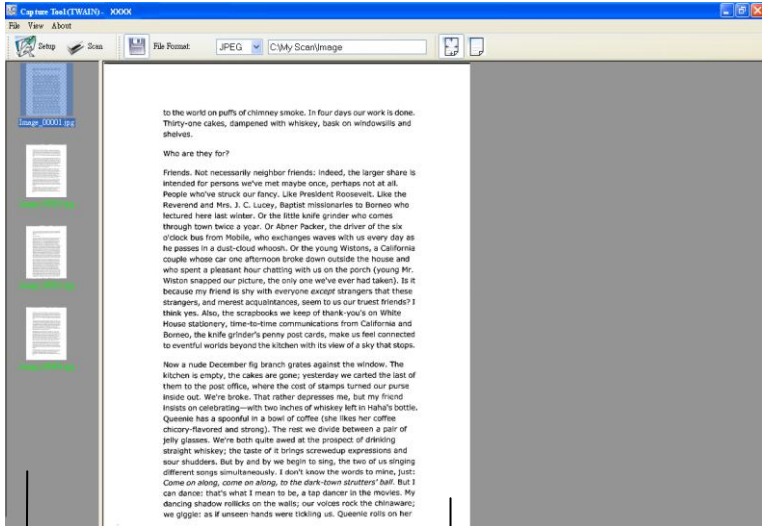 Capture Tool(TWAIN)- XXXX
File View About
Setup Scan File Format: JPEG C:\My Scan\Image
Image_00001.jpg
to the world on puffs of chimney smoke. In four days our work is done.
Thirty-one cakes, dampened with whiskey, bask on windowsills and
shelves.
Who are they for?
Friends. Not necessarily neighbor friends: indeed, the larger share is
intended for persons we've met maybe once, perhaps not at all.
People who've struck our fancy. Like President Roosevelt. Like the
Reverend and Mrs. J. C. Lucey, Baptist missionaries to Borneo who
lectured here last winter. Or the little knife grinder who comes
through town twice a year. Or Abner Packer, the driver of the six
o'clock bus from Mobile, who exchanges waves with us every day as
he passes in a dust-cloud whoosh. Or the young Wistons, a California
couple whose car one afternoon broke down outside the house and
who spent a pleasant hour chatting with us on the porch (young Mr.
Wiston snapped our picture, the only one we've ever had taken). Is it
because my friend is shy with everyone except strangers that these
strangers, and merest acquaintances, seem to us our truest friends? I
think yes. Also, the scrapbooks we keep of thank-you's on White
House stationery, time-to-time communications from California and
Borneo, the knife grinder's penny post cards, make us feel connected
to eventful worlds beyond the kitchen with its view of a sky that stops.
Now a nude December fig branch grates against the window. The
kitchen is empty, the cakes are gone; yesterday we carted the last of
them to the post office, where the cost of stamps turned our purse
inside out. We're broke. That rather depresses me, but my friend
insists on celebrating—with two inches of whiskey left in Haha's bottle.
Queenie has a spoonful in a bowl of coffee (she likes her coffee
chicory-flavored and strong). The rest we divide between a pair of
jelly glasses. We're both quite awed at the prospect of drinking
straight whiskey; the taste of it brings screwedup expressions and
sour shudders. But by and by we begin to sing, the two of us singing
different songs simultaneously. I don't know the words to mine, just:
Come on along, come on along, to the dark-town strutters' ball. But I
can dance: that's what I mean to be, a tap dancer in the movies. My
dancing shadow rollicks on the walls; our voices rock the chinaware;
we giggle: as if unseen hands were tickling us. Queenie rolls on her